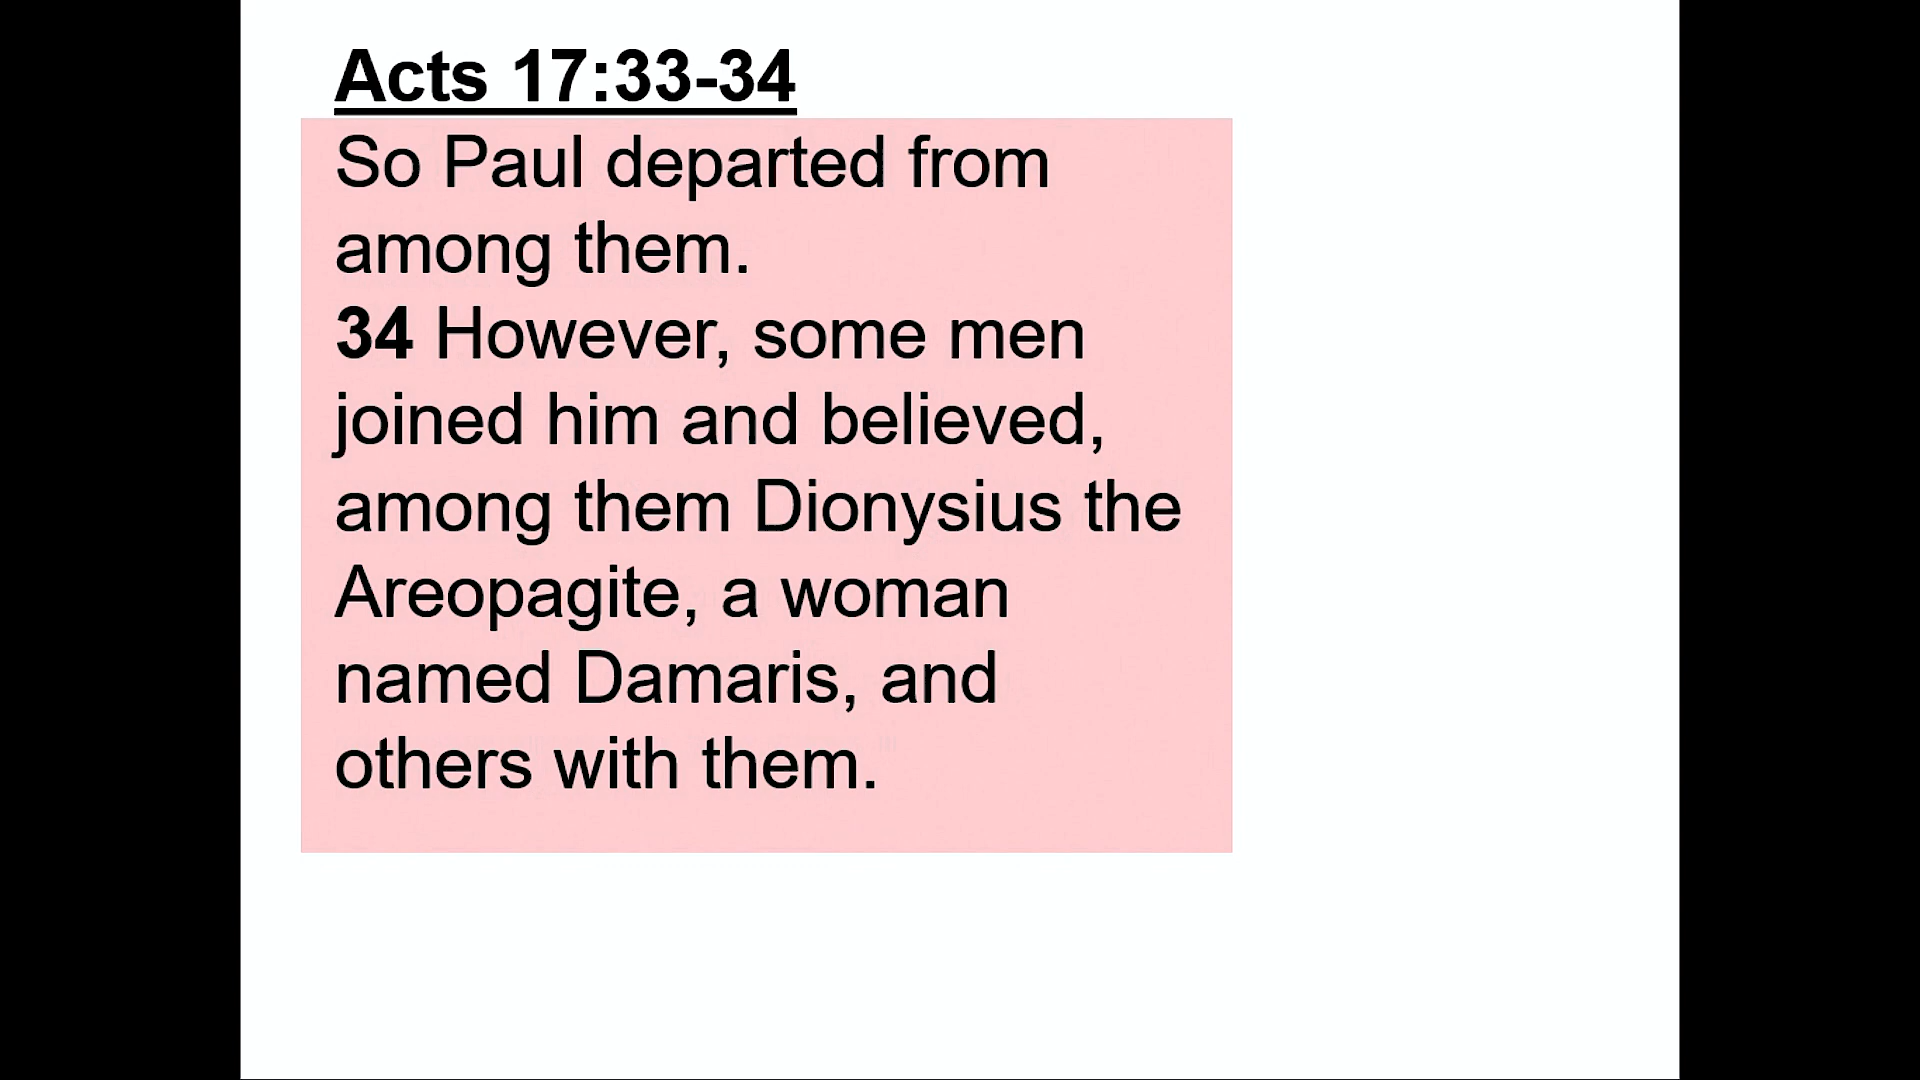 Acts 17:33-34
So Paul departed from
among them.
34 However, some men
joined him and believed,
among them Dionysius the
Areopagite, a woman
named Damaris, and
others with them.